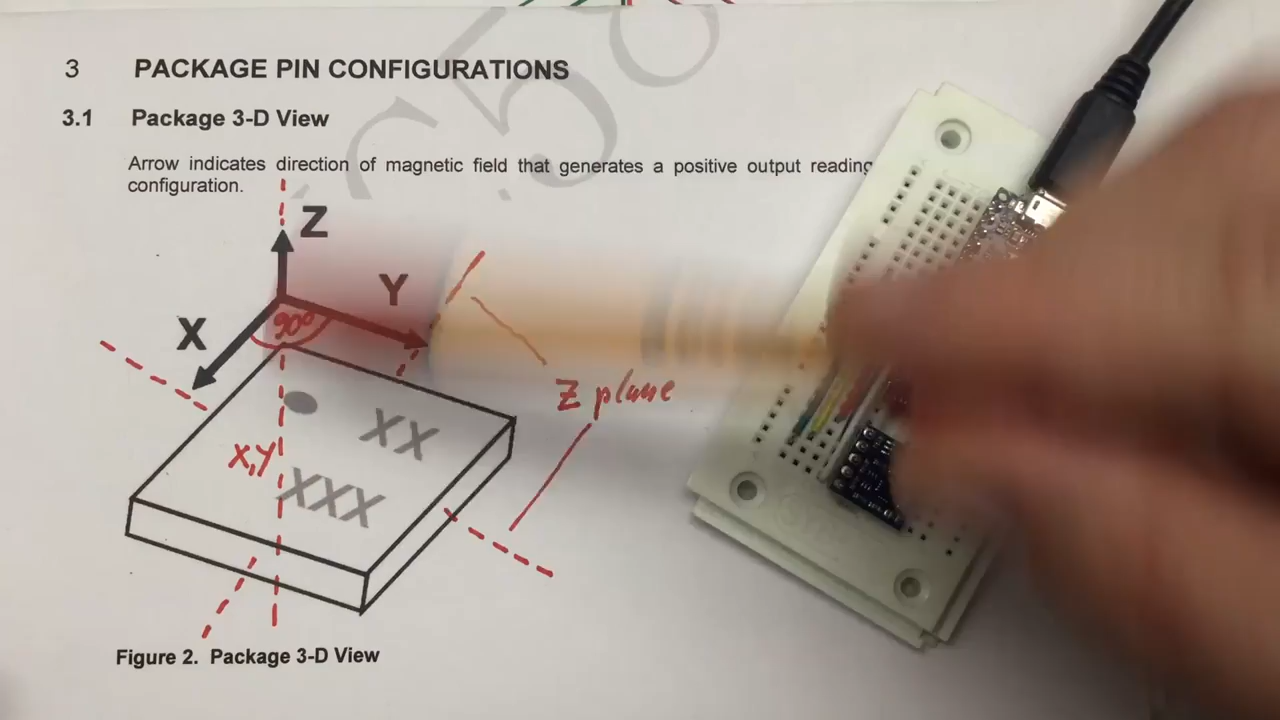 3 PACKAGE PIN CONFIGURATIONS
3.1 Package 3-D View
Arrow indicates direction of magnetic field that generates a positive output reading
configuration.
Z
Y
X
90°
Z plane
XX
X,Y
XXX
Figure 2. Package 3-D View